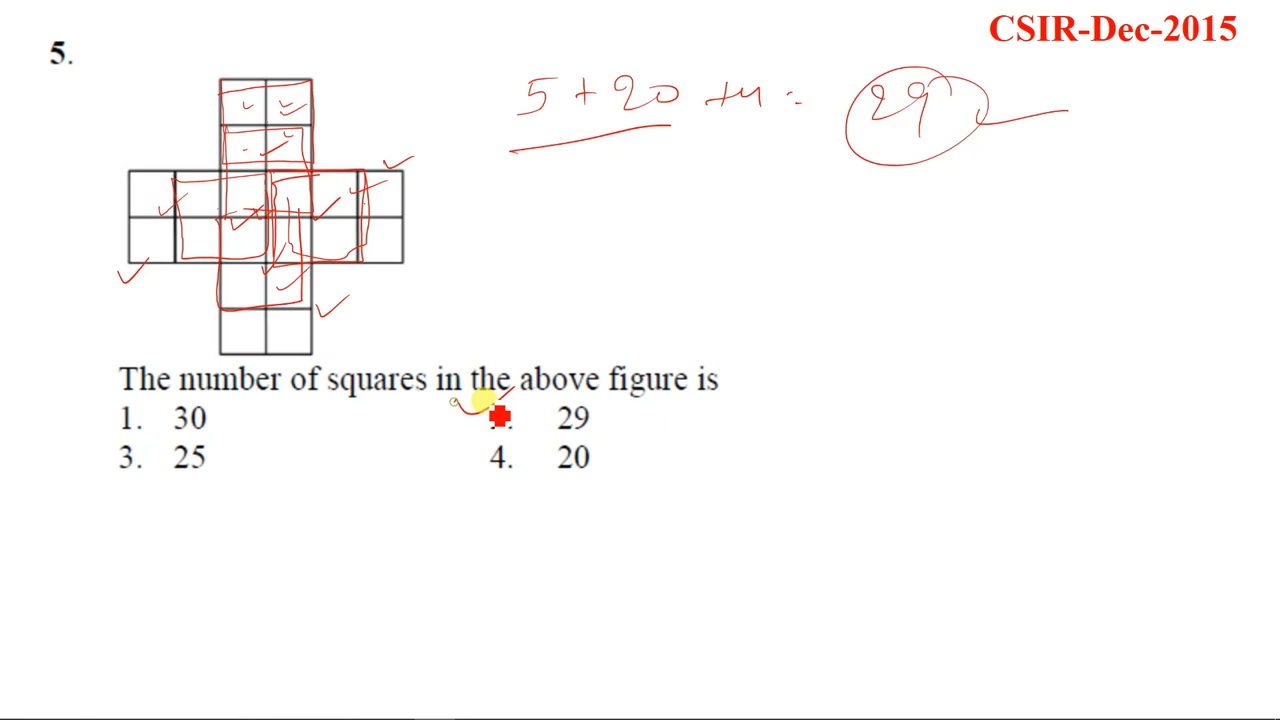 CSIR-Dec-2015
5.
5 + 20 + 4 = 29
The number of squares in the above figure is
1. 30
29
3. 25
4. 20